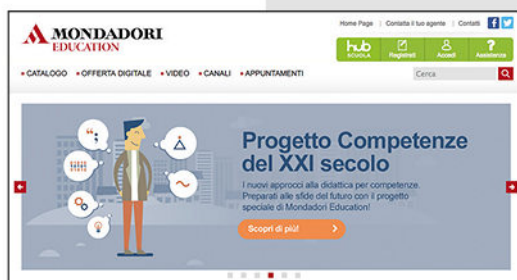 Home Page | Contatta il tuo agente | Contatti
MONDADORI
EDUCATION
hub
SCUOLA
Registrati
Accedi
?
Assistenza
CATALOGO
OFFERTA DIGITALE
VIDEO
CANALI
APPUNTAMENTI
Cerca
Progetto Competenze
del XXI secolo
I nuovi approcci alla didattica per competenze.
Preparati alle sfide del futuro con il progetto
speciale di Mondadori Education!
Scopri di più!